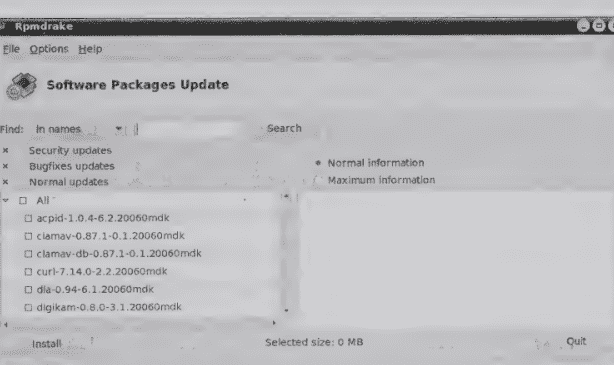 Rpmdrake
File Options Help
Software Packages Update
Find: In names Search
Security updates
Bugfixes updates
Normal updates
Normal information
Maximum information
All
acpid-1.0.4-6.2.20060mdk
clamav-0.87.1-0.1.20060mdk
clamav-db-0.87.1-0.1.20060mdk
curl-7.14.0-2.2.20060mdk
dia-0.94-6.1.20060mdk
digikam-0.8.0-3.1.20060mdk
Install Selected size: 0 MB Quit